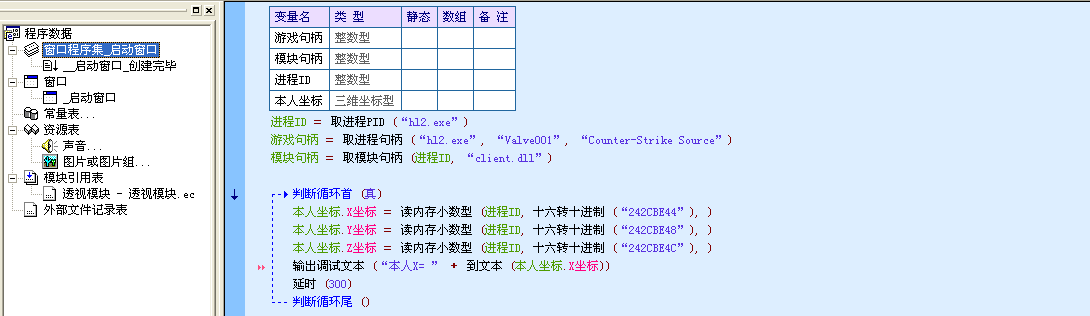 程序数据
窗口程序集_启动窗口
__启动窗口_创建完毕
窗口
_启动窗口
常量表...
资源表
声音...
图片或图片组...
模块引用表
透视模块 - 透视模块.ec
外部文件记录表
变量名 类 型 静态 数组 备 注
游戏句柄 整数型
模块句柄 整数型
进程ID 整数型
本人坐标 三维坐标型
进程ID = 取进程PID (“hl2.exe”)
游戏句柄 = 取进程句柄 (“hl2.exe”, “Valve001”, “Counter-Strike Source”)
模块句柄 = 取模块句柄 (进程ID, “client.dll”)
判断循环首 (真)
本人坐标.X坐标 = 读内存小数型 (进程ID, 十六转十进制 (“242CBE44”), )
本人坐标.Y坐标 = 读内存小数型 (进程ID, 十六转十进制 (“242CBE48”), )
本人坐标.Z坐标 = 读内存小数型 (进程ID, 十六转十进制 (“242CBE4C”), )
输出调试文本 (“本人X= ” + 到文本 (本人坐标.X坐标))
延时 (300)
判断循环尾 ()